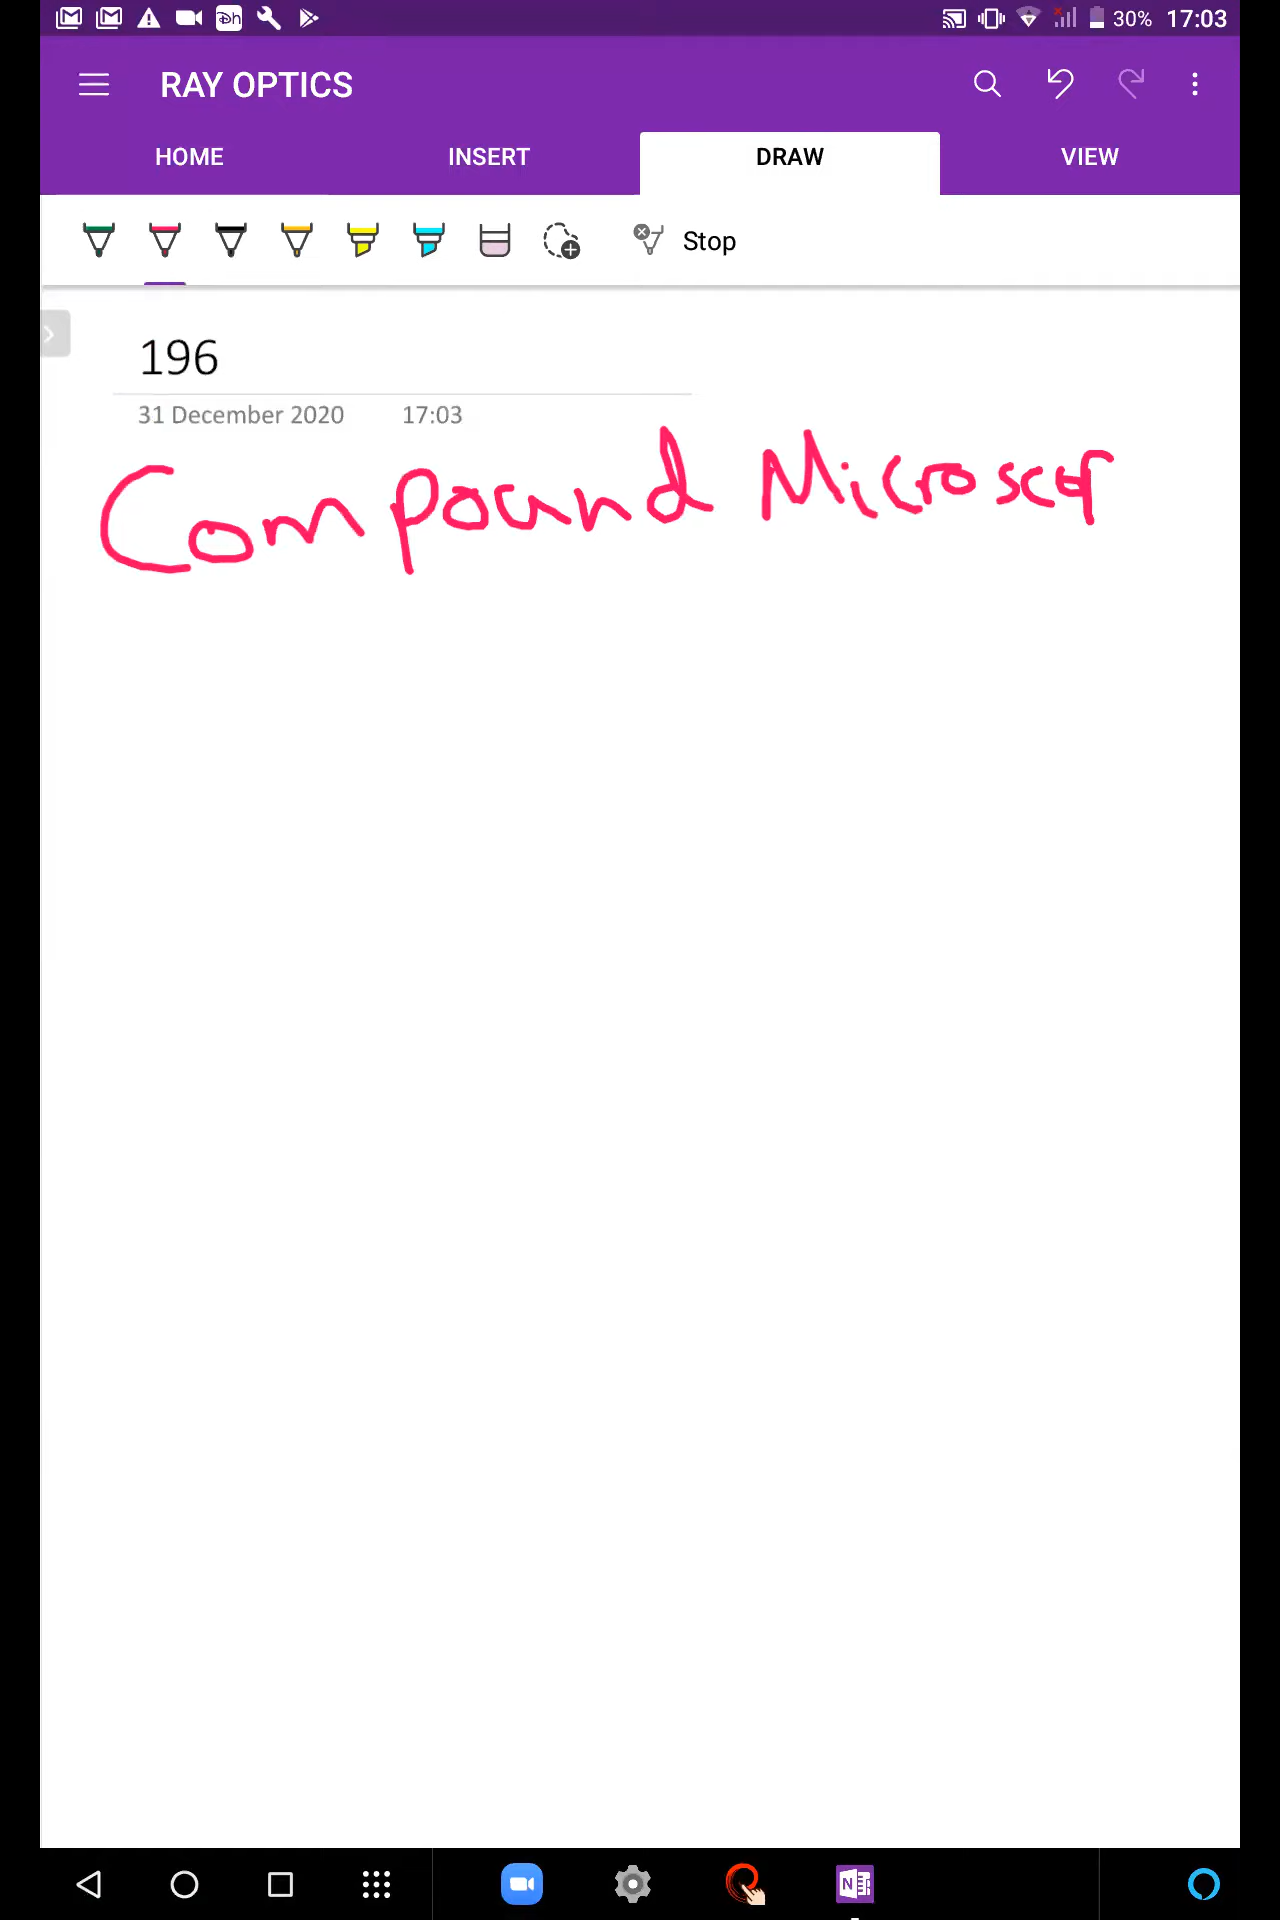 30% 17:03
RAY OPTICS
HOME INSERT DRAW VIEW
Stop
196
31 December 2020 17:03
Compound Microscop